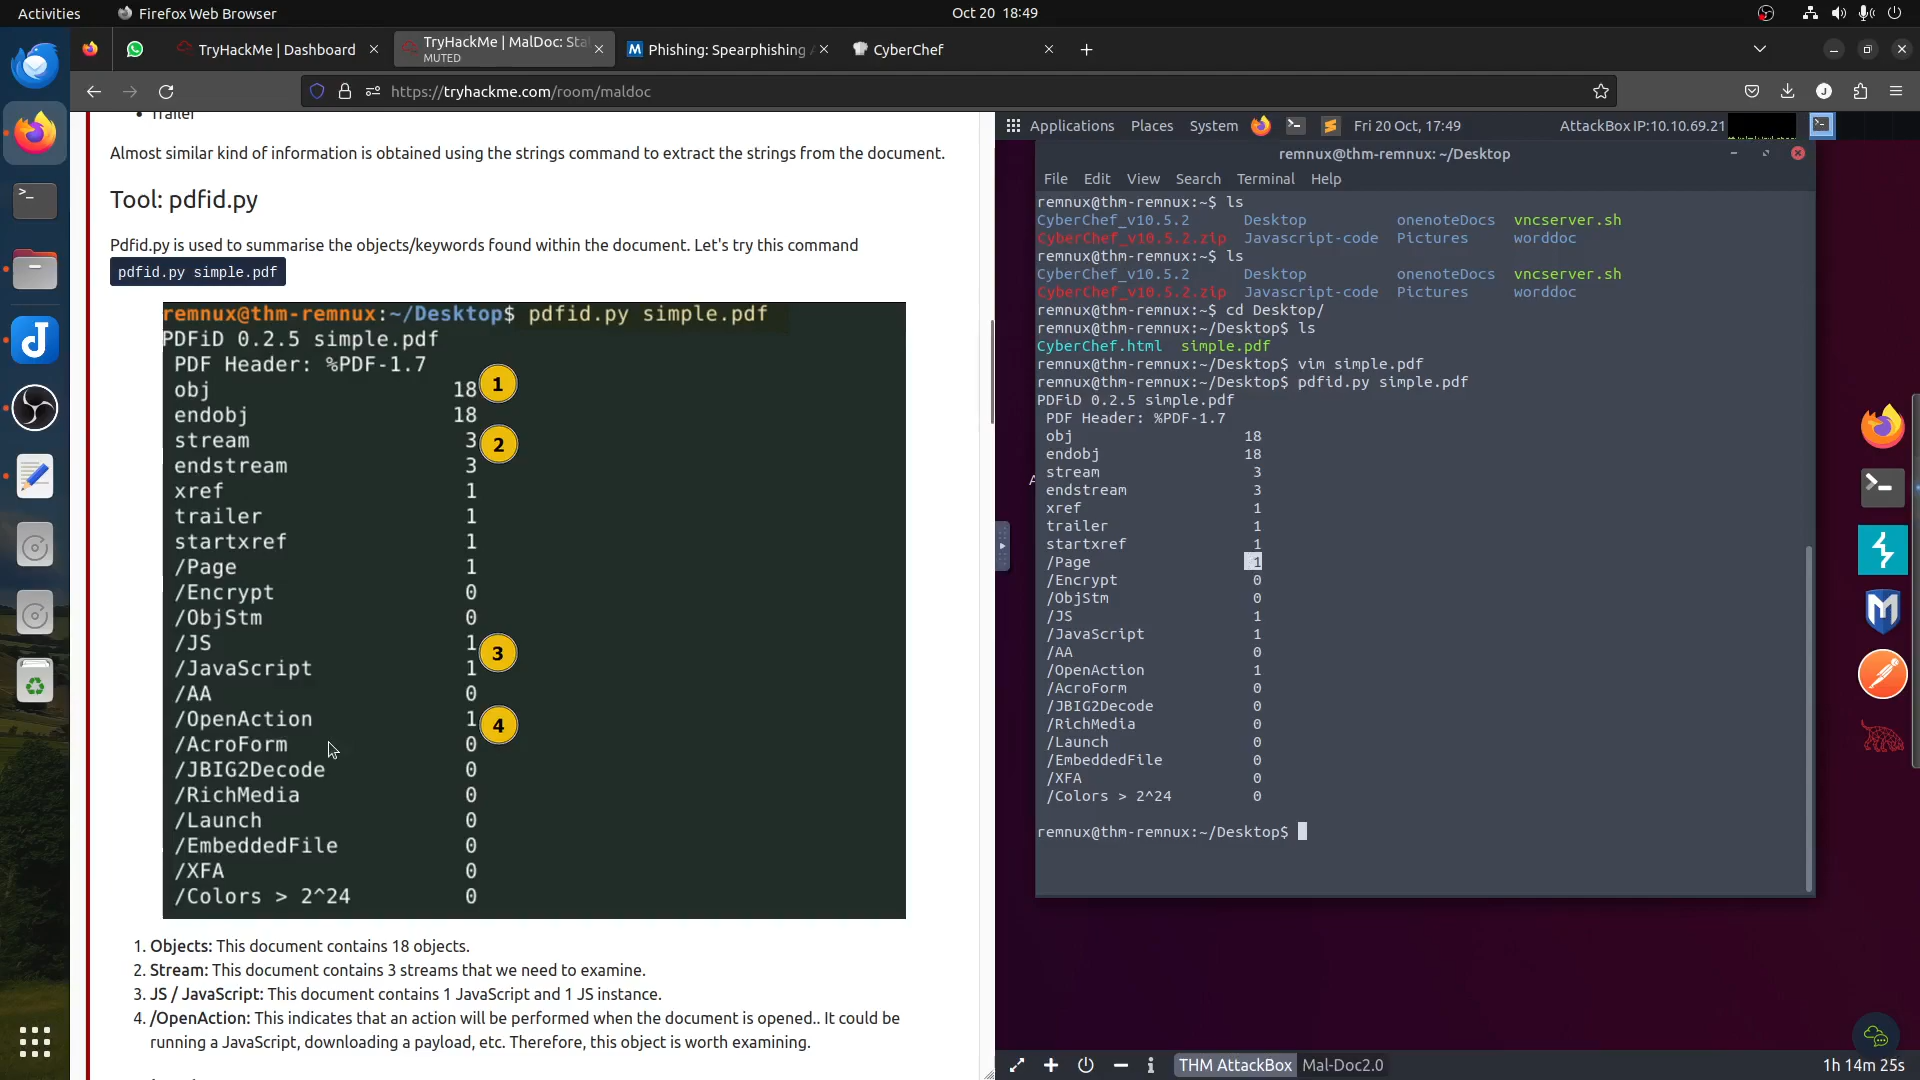 Activities
Firefox Web Browser
Oct 20 18:49
TryHackMe | Dashboard
TryHackMe | MalDoc: Sta
MUTED
Phishing: Spearphishing
CyberChef
https://tryhackme.com/room/maldoc
• Trailer
Almost similar kind of information is obtained using the strings command to extract the strings from the document.
Tool: pdfid.py
Pdfid.py is used to summarise the objects/keywords found within the document. Let's try this command
pdfid.py simple.pdf
remnux@thm-remnux:~/Desktop$ pdfid.py simple.pdf
PDFiD 0.2.5 simple.pdf
PDF Header: %PDF-1.7
obj 18 1
endobj 18
stream 3 2
endstream 3
xref 1
trailer 1
startxref 1
/Page 1
/Encrypt 0
/ObjStm 0
/JS 1 3
/JavaScript 1
/AA 0
/OpenAction 1 4
/AcroForm 0
/JBIG2Decode 0
/RichMedia 0
/Launch 0
/EmbeddedFile 0
/XFA 0
/Colors > 2^24 0
1. Objects: This document contains 18 objects.
2. Stream: This document contains 3 streams that we need to examine.
3. JS / JavaScript: This document contains 1 JavaScript and 1 JS instance.
4. /OpenAction: This indicates that an action will be performed when the document is opened.. It could be
running a JavaScript, downloading a payload, etc. Therefore, this object is worth examining.
Applications Places System
Fri 20 Oct, 17:49
AttackBox IP:10.10.69.21
remnux@thm-remnux: ~/Desktop
File Edit View Search Terminal Help
remnux@thm-remnux:~$ ls
CyberChef_v10.5.2 Desktop onenoteDocs vncserver.sh
CyberChef_v10.5.2.zip Javascript-code Pictures worddoc
remnux@thm-remnux:~$ ls
CyberChef_v10.5.2 Desktop onenoteDocs vncserver.sh
CyberChef_v10.5.2.zip Javascript-code Pictures worddoc
remnux@thm-remnux:~$ cd Desktop/
remnux@thm-remnux:~/Desktop$ ls
CyberChef.html simple.pdf
remnux@thm-remnux:~/Desktop$ vim simple.pdf
remnux@thm-remnux:~/Desktop$ pdfid.py simple.pdf
PDFiD 0.2.5 simple.pdf
PDF Header: %PDF-1.7
obj 18
endobj 18
stream 3
endstream 3
xref 1
trailer 1
startxref 1
/Page 1
/Encrypt 0
/ObjStm 0
/JS 1
/JavaScript 1
/AA 0
/OpenAction 1
/AcroForm 0
/JBIG2Decode 0
/RichMedia 0
/Launch 0
/EmbeddedFile 0
/XFA 0
/Colors > 2^24 0
remnux@thm-remnux:~/Desktop$
THM AttackBox Mal-Doc2.0
1h 14m 25s